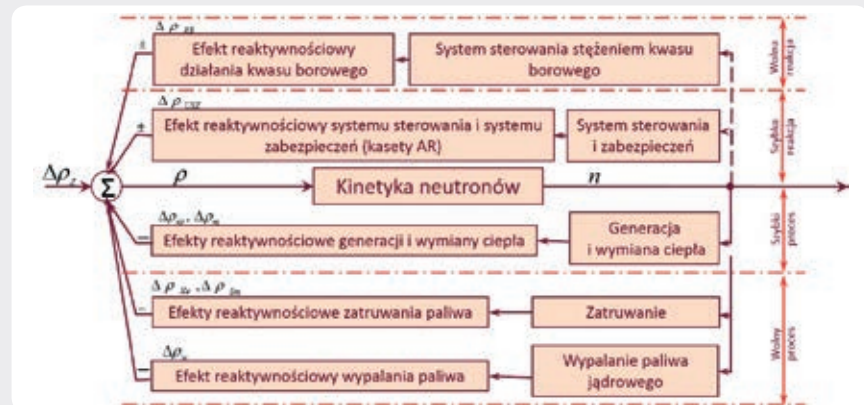 Δρ
Efekt reaktywnościowy
działania kwasu borowego
System sterowania stężeniem kwasu
borowego
Wolna
reakcja
Δρ
Efekt reaktywnościowy systemu sterowania i systemu
zabezpieczeń (kasety AR)
System sterowania
i zabezpieczeń
Szybka
reakcja
Δρz
Σ
ρ
Kinetyka neutronów
n
Δρ , Δρ
Efekty reaktywnościowe generacji i wymiany ciepła
Generacja
i wymiana ciepła
Szybki
proces
Δρ Xe , Δρ Sm
Efekty reaktywnościowe zatruwania paliwa
Zatruwanie
Δρ
Efekt reaktywnościowy wypalania paliwa
Wypalanie paliwa
jądrowego
Wolny
proces